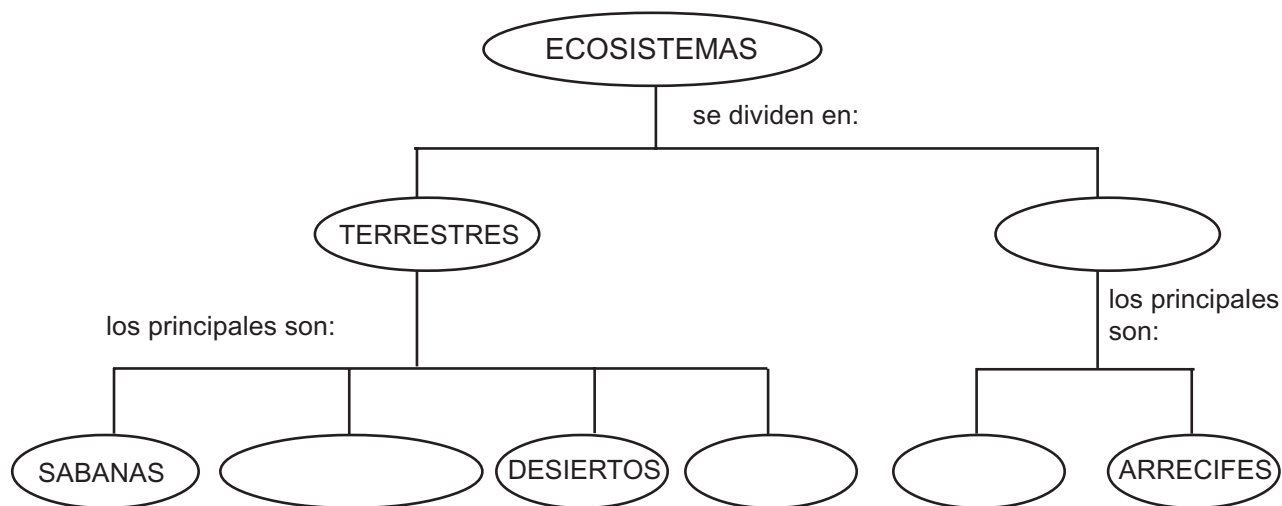 ECOSISTEMAS
se dividen en:
TERRESTRES
los principales son:
los principales
son:
SABANAS
DESIERTOS
ARRECIFES